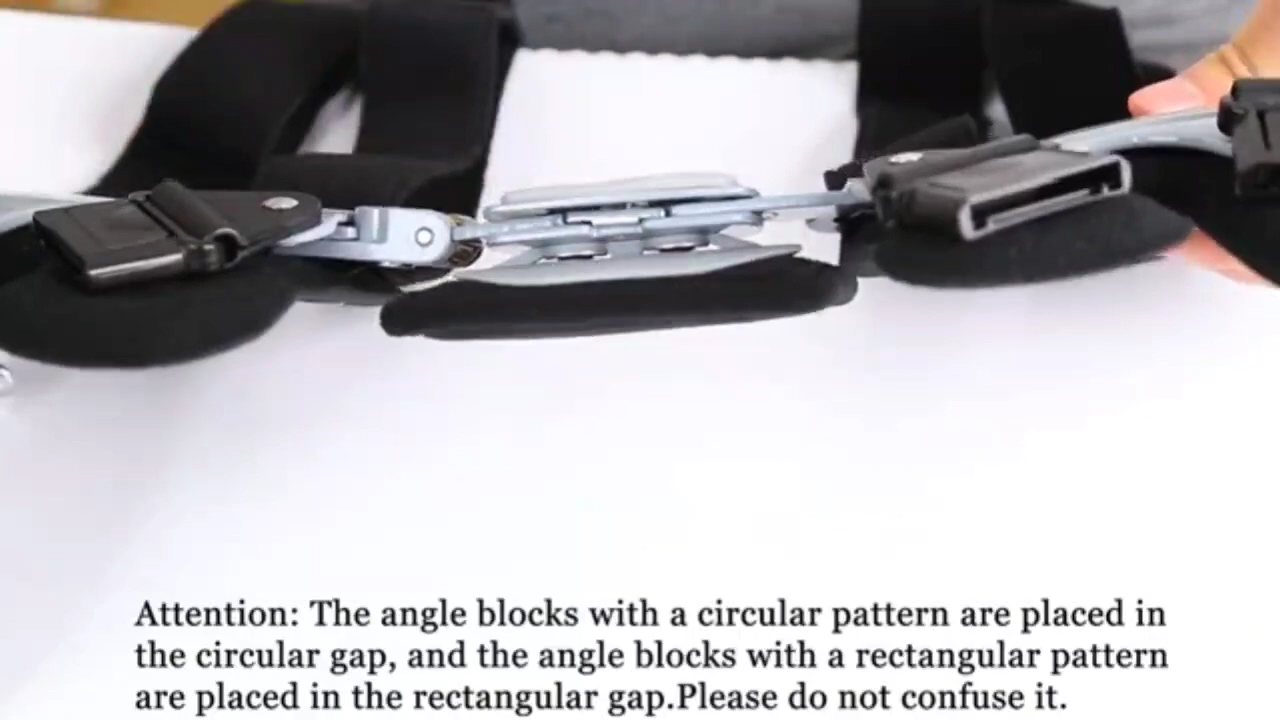 Attention: The angle blocks with a circular pattern are placed in
the circular gap, and the angle blocks with a rectangular pattern
are placed in the rectangular gap.Please do not confuse it.